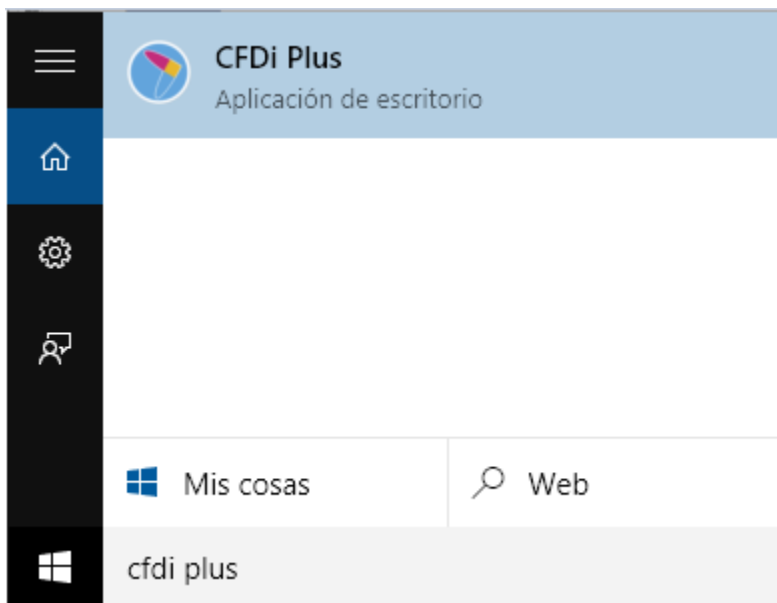 CFDi Plus
Aplicación de escritorio
Mis cosas
Web
cfdi plus